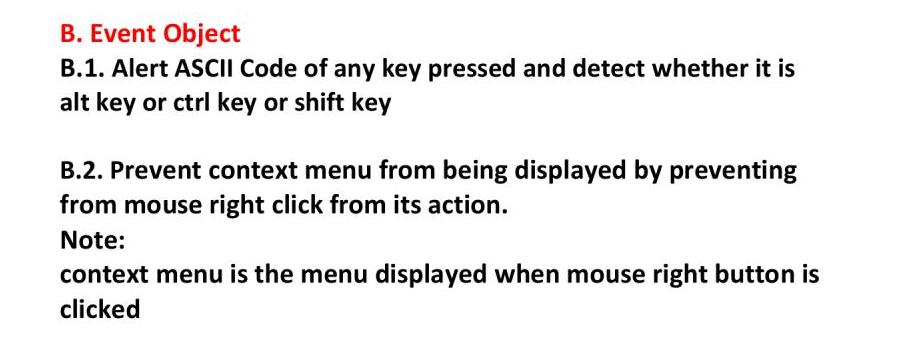 B. Event Object
B.1. Alert ASCII Code of any key pressed and detect whether it is
alt key or ctrl key or shift key
B.2. Prevent context menu from being displayed by preventing
from mouse right click from its action.
Note:
context menu is the menu displayed when mouse right button is
clicked